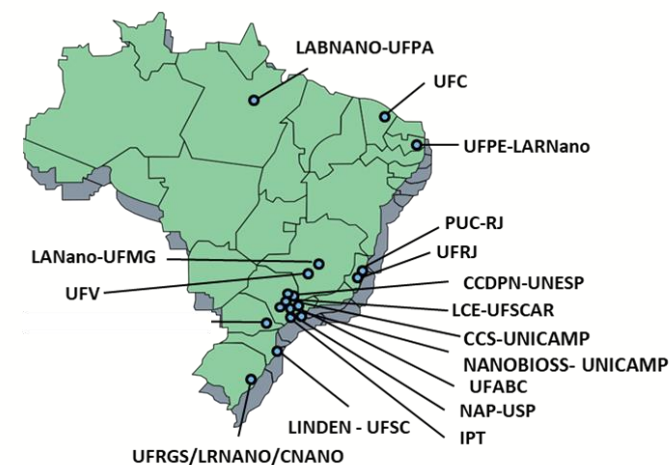 LABNANO-UFPA
UFC
UFPE-LARNano
PUC-RJ
LANano-UFMG
UFRJ
CCDPN-UNESP
UFV
LCE-UFSCAR
CCS-UNICAMP
NANOBIOSS- UNICAMP
UFABC
NAP-USP
LINDEN - UFSC
IPT
UFRGS/LRNANO/CNANO